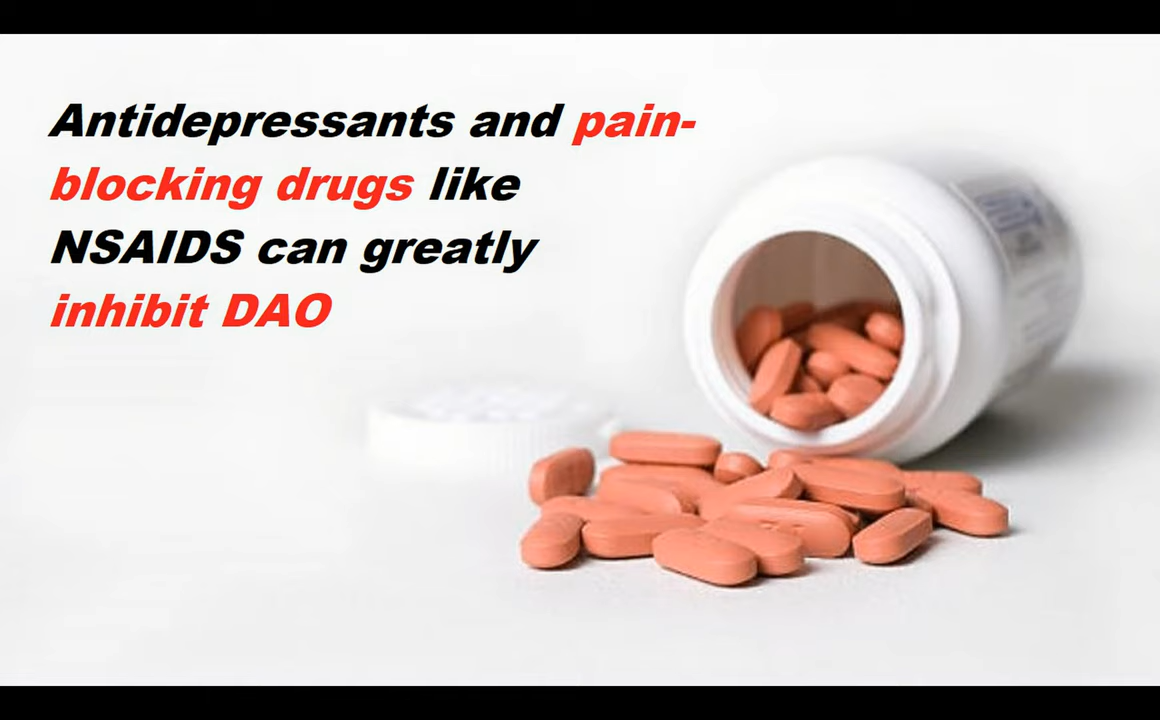 Antidepressants and pain-
blocking drugs like
NSAIDS can greatly
inhibit DAO